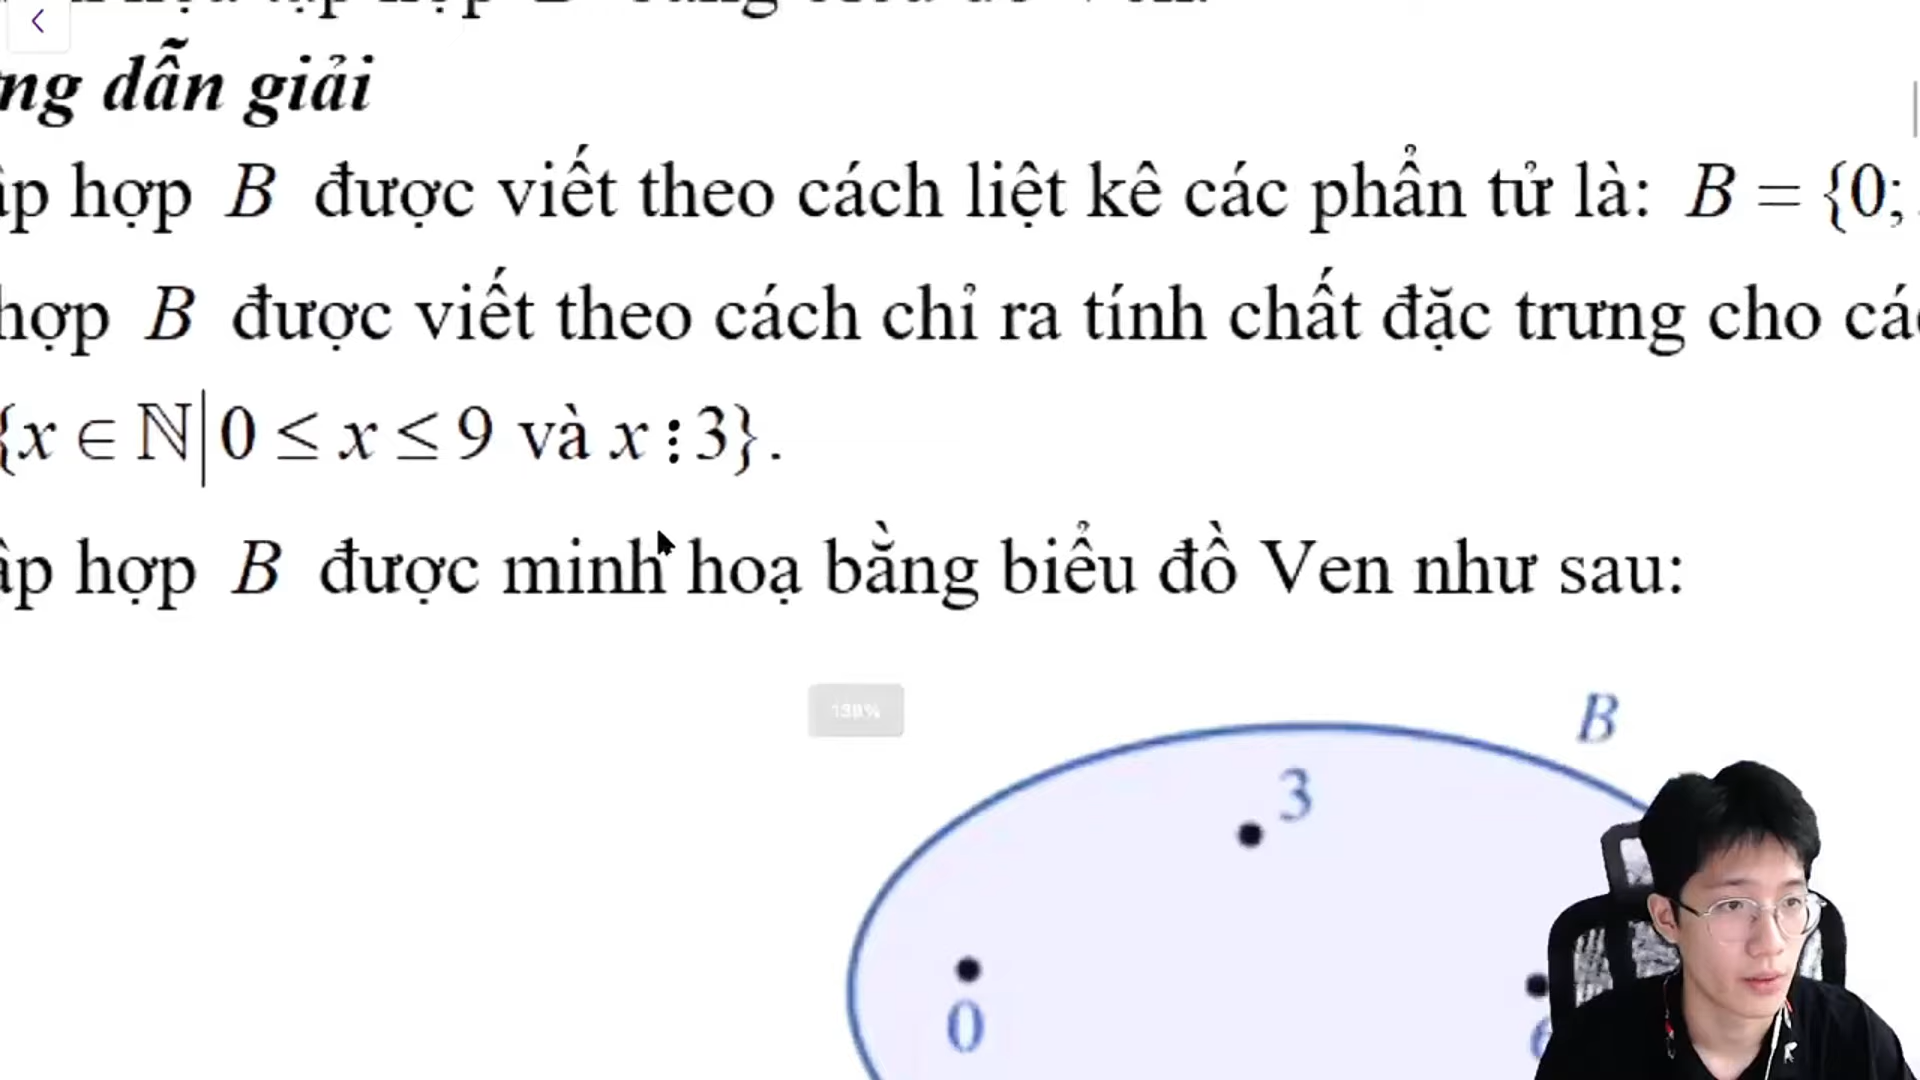 ng dẫn giải
ập hợp B được viết theo cách liệt kê các phẩn tử là: B = {0;
hợp B được viết theo cách chỉ ra tính chất đặc trưng cho
{x ∈ ℕ│0 ≤ x ≤ 9 và x ⋮ 3}.
ập hợp B được minh hoạ bằng biểu đồ Ven như sau:
138%
B
3
0